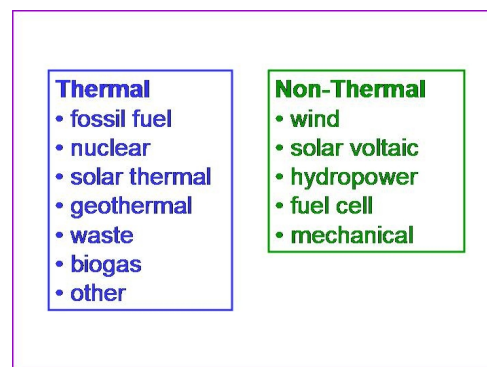 Thermal
• fossil fuel
• nuclear
• solar thermal
• geothermal
• waste
• biogas
• other
Non-Thermal
• wind
• solar voltaic
• hydropower
• fuel cell
• mechanical